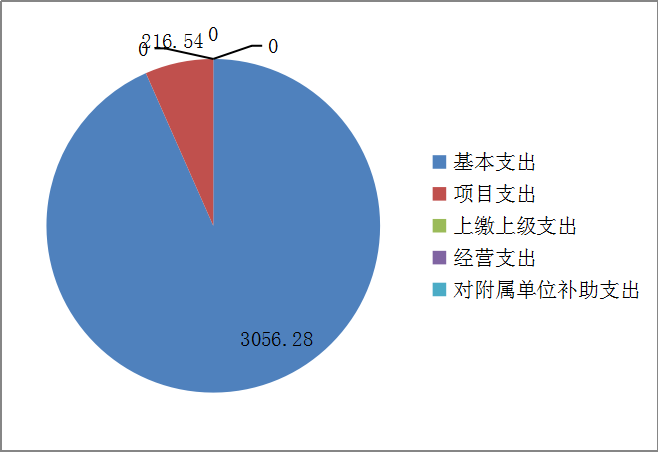 0
216.54
0
0
3056.28
基本支出
项目支出
上缴上级支出
经营支出
对附属单位补助支出